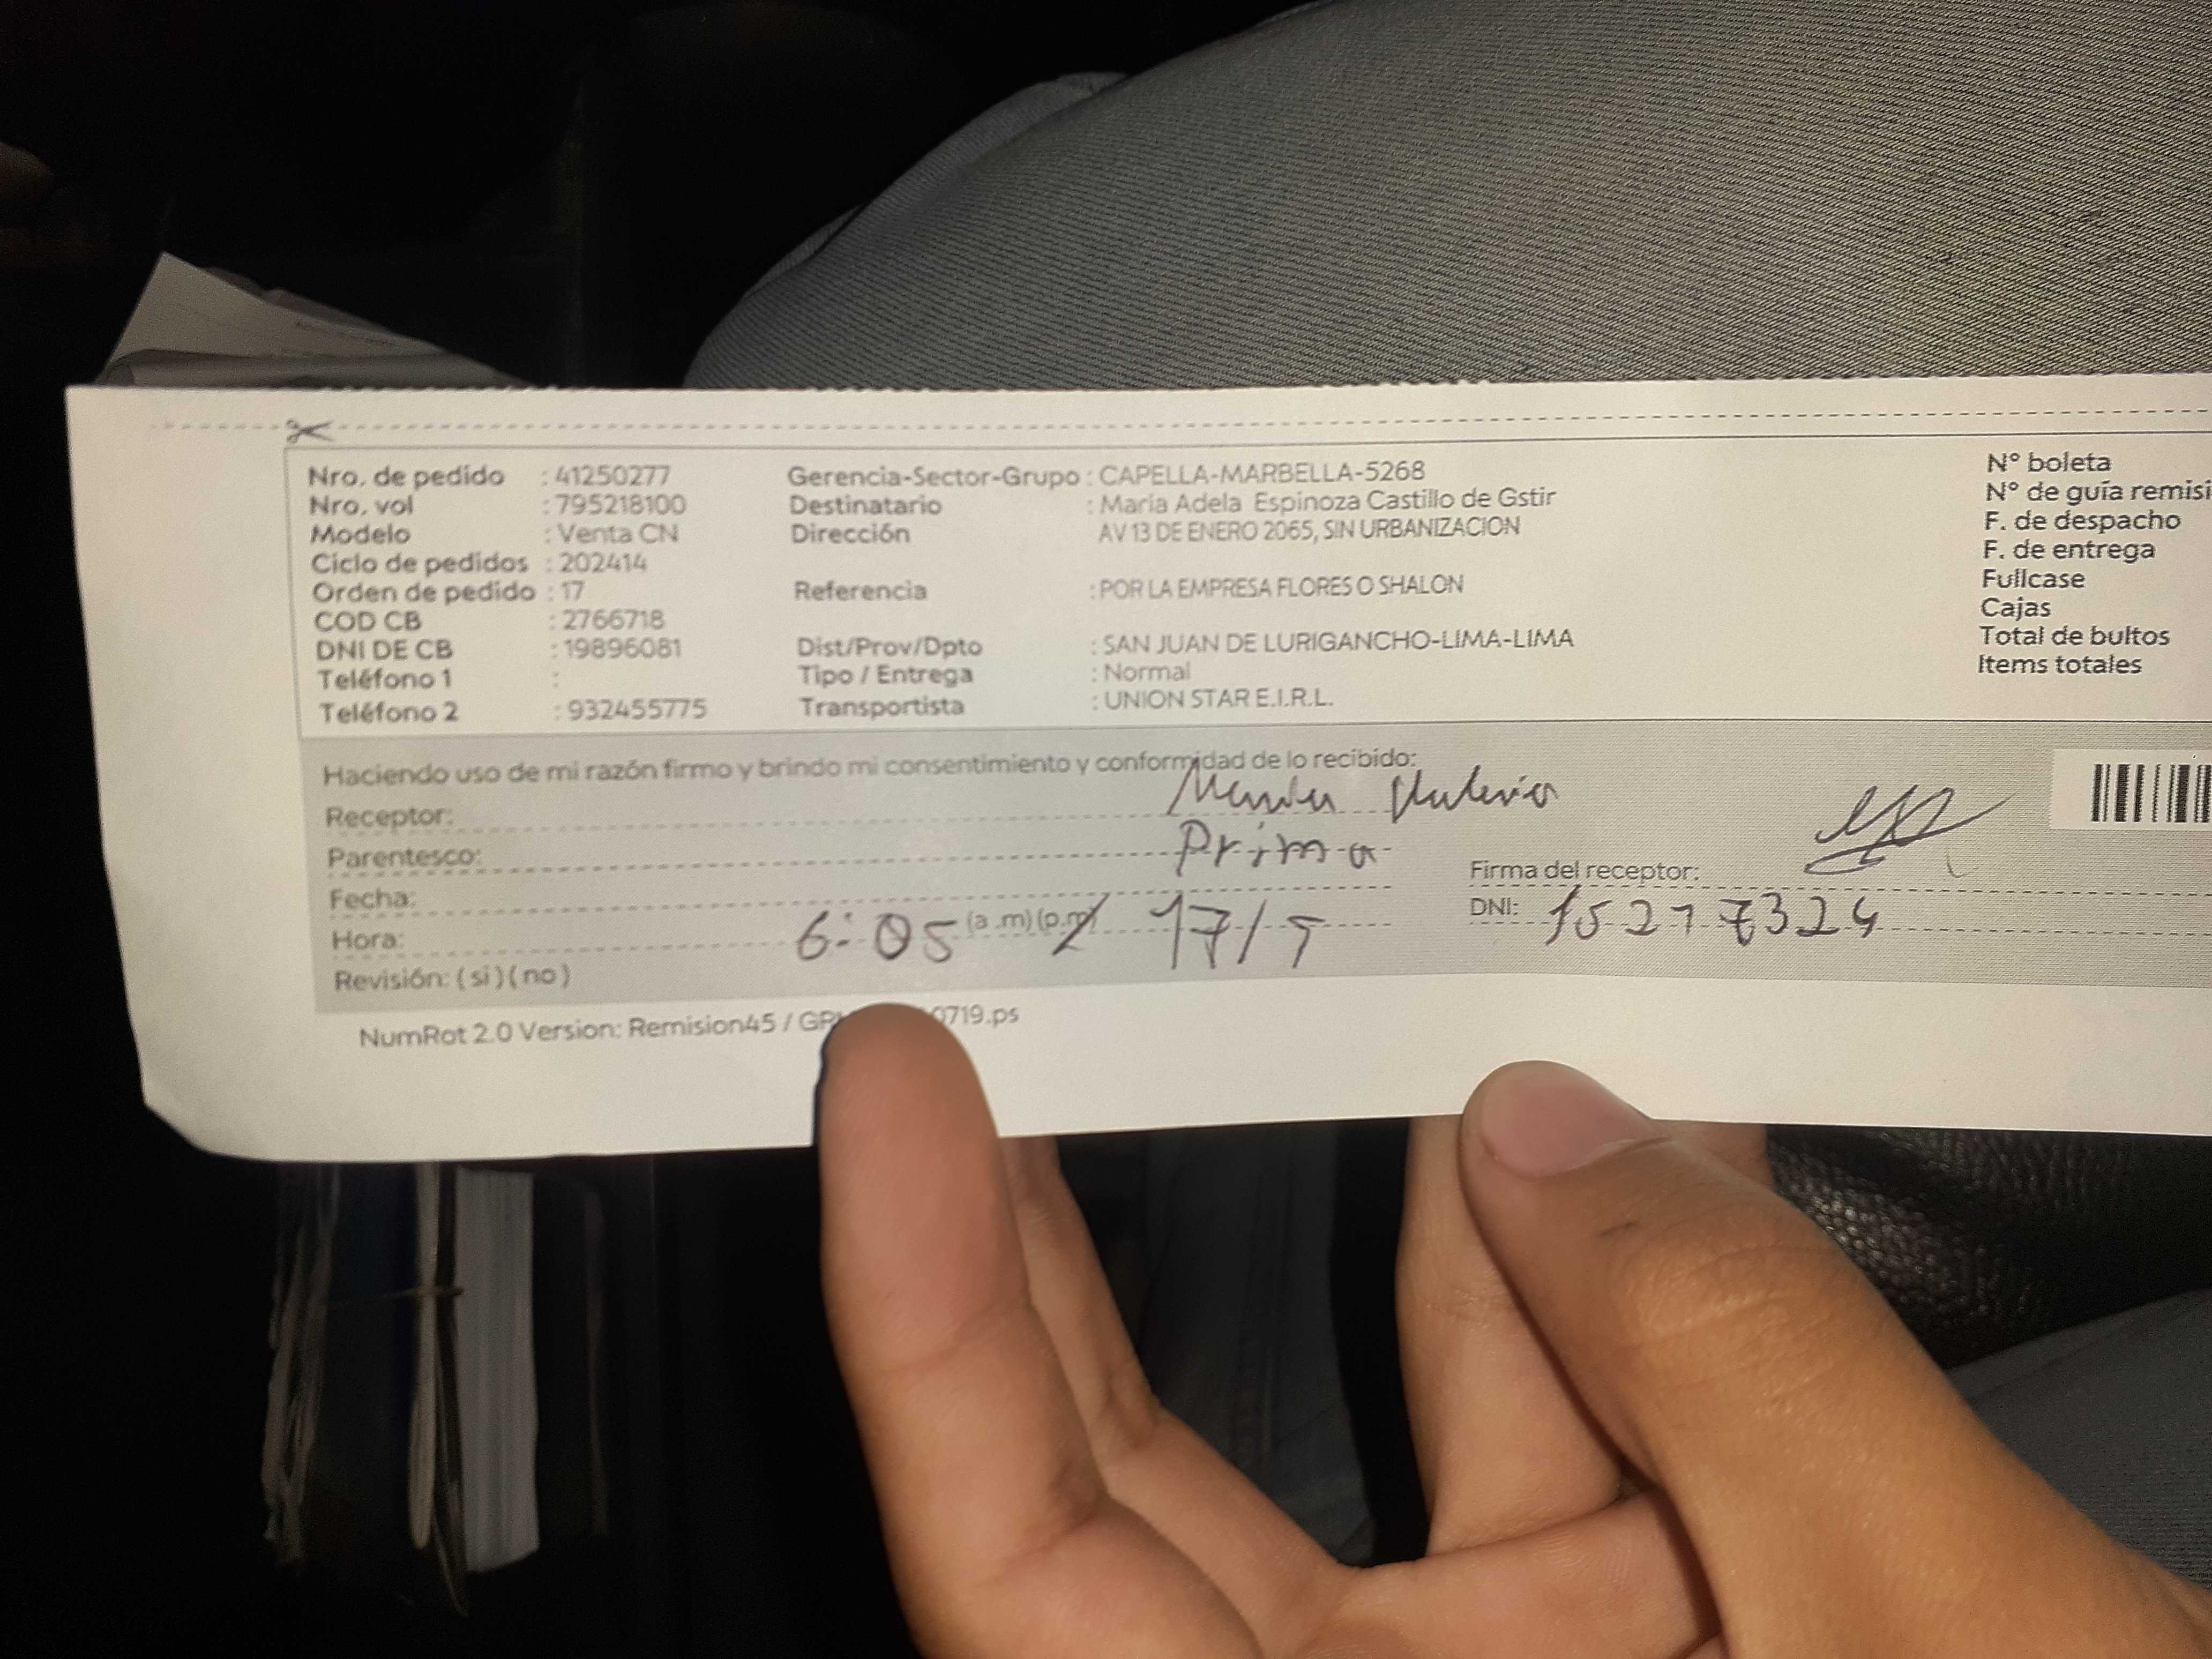 Nro. de pedido : 41250277 Gerencia-Sector-Grupo : CAPELLA-MARBELLA-5268 N° boleta
Nro. vol : 795218100 Destinatario : María Adela Espinoza Castillo de Gstir N° de guía remisi
Modelo : Venta CN Dirección AV 13 DE ENERO 2065, SIN URBANIZACION F. de despacho
Ciclo de pedidos : 202414 F. de entrega
Orden de pedido : 17 Referencia : POR LA EMPRESA FLORES O SHALON Fullcase
COD CB : 2766718 Cajas
DNI DE CB : 19896081 Dist/Prov/Dpto : SAN JUAN DE LURIGANCHO-LIMA-LIMA Total de bultos
Teléfono 1 : Tipo / Entrega : Normal Items totales
Teléfono 2 : 932455775 Transportista : UNION STAR E.I.R.L.
Haciendo uso de mi razón firmo y brindo mi consentimiento y conformidad de lo recibido:
Receptor:
Parentesco: Prima
Fecha: Firma del receptor:
Hora: 6:05 (a.m) (p.m) 17/ DNI:
Revisión: (si) (no)
NumRot 2.0 Version: Remision45 / 0719.ps